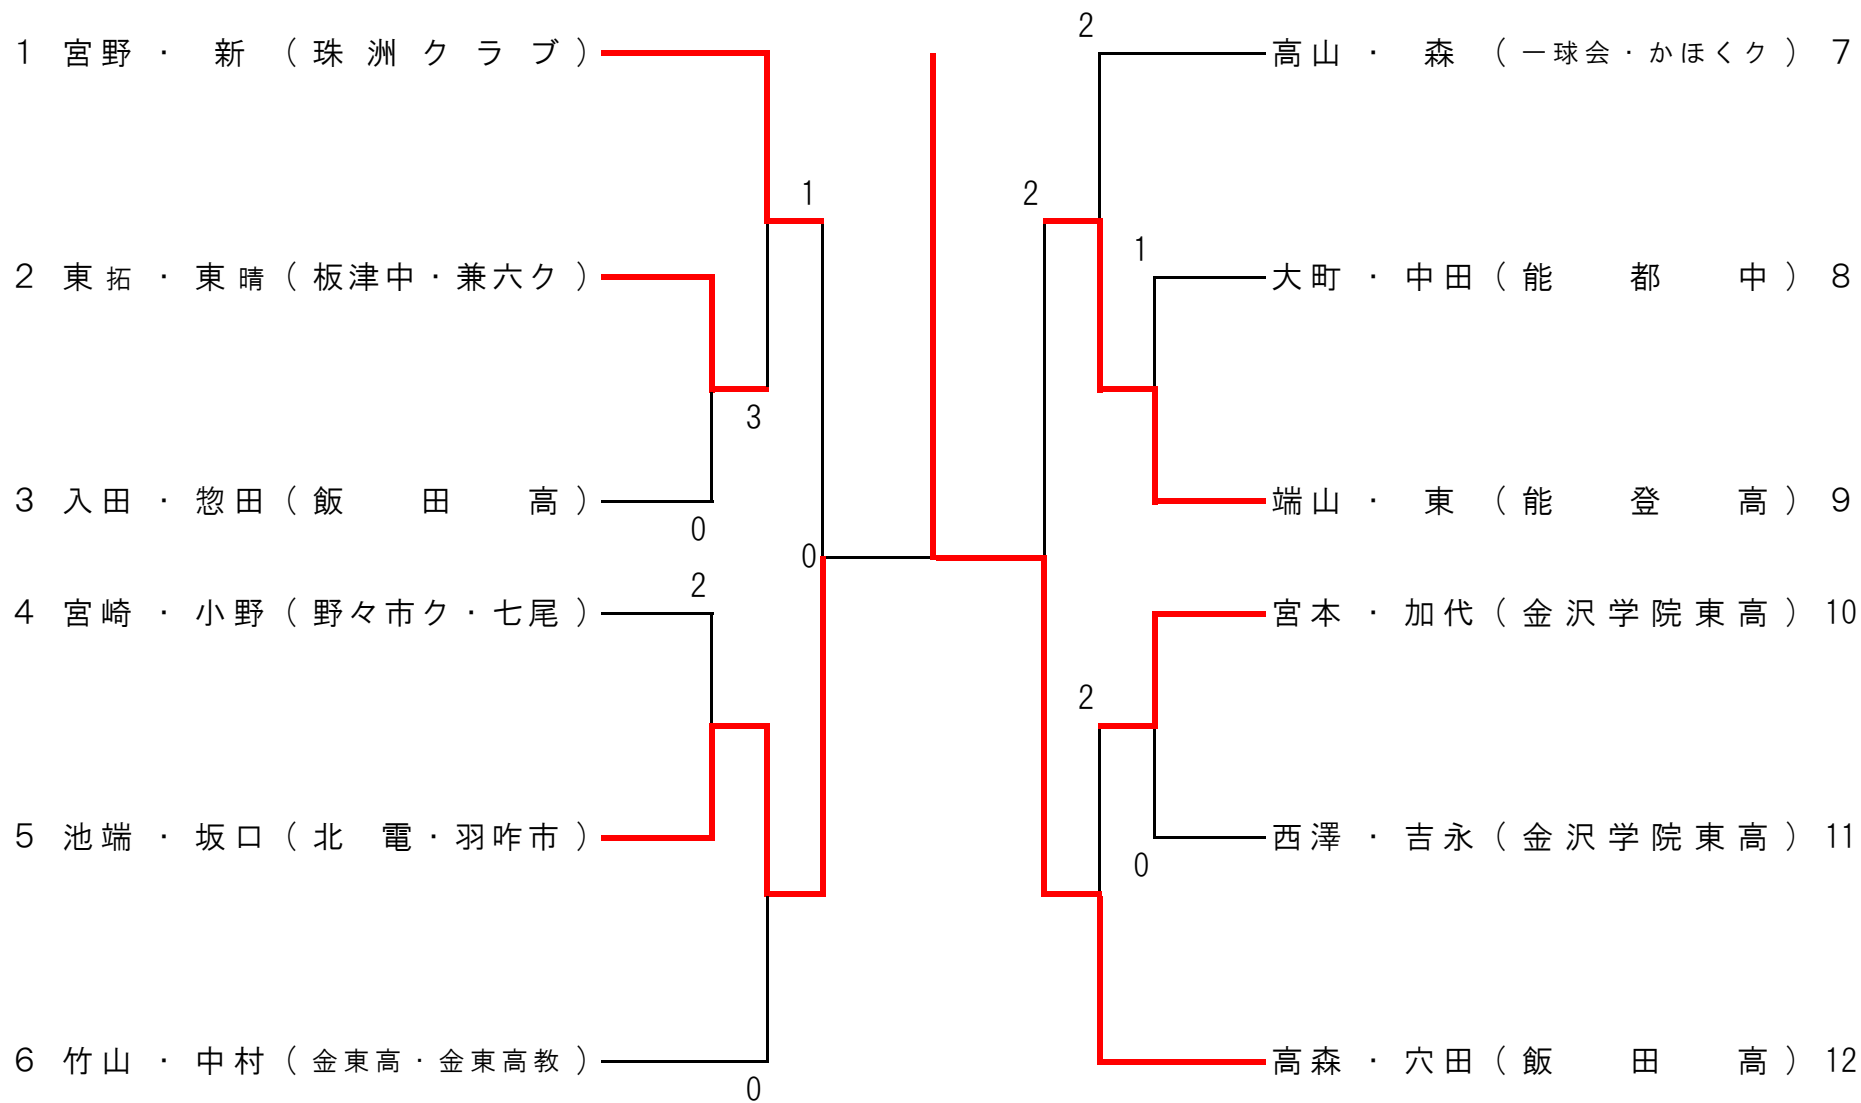 2
1 宮野 ・ 新 ( 珠洲クラブ ) 高山 ・ 森 ( 一球会・かほくク ) 7
1 2
1
2 東拓 ・ 東晴 ( 板津中・兼六ク ) 大町 ・ 中田 ( 能都中 ) 8
3
3 入田 ・ 惣田 ( 飯田高 ) 端山 ・ 東 ( 能登高 ) 9
0
0
2
4 宮崎 ・ 小野 ( 野々市ク・七尾 ) 宮本 ・ 加代 ( 金沢学院東高 ) 10
2
5 池端 ・ 坂口 ( 北電・羽咋市 ) 西澤 ・ 吉永 ( 金沢学院東高 ) 11
0
6 竹山 ・ 中村 ( 金東高・金東高教 ) 高森 ・ 穴田 ( 飯田高 ) 12
0